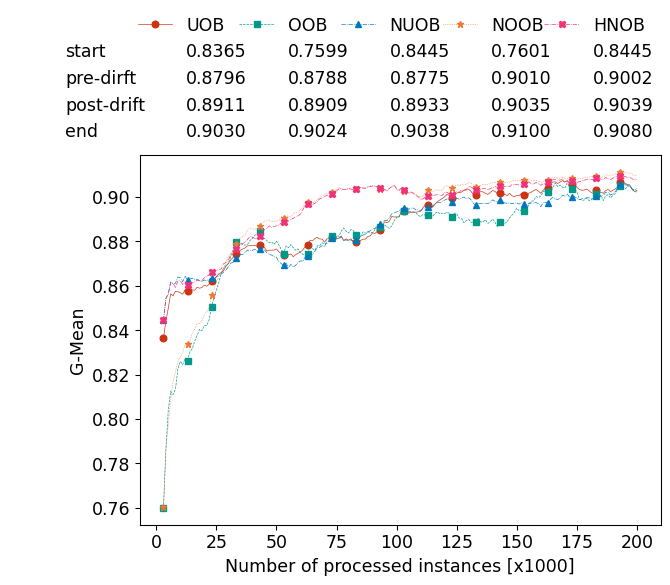 UOB OOB NUOB NOOB HNOB
start 0.8365 0.7599 0.8445 0.7601 0.8445
pre-dirft 0.8796 0.8788 0.8775 0.9010 0.9002
post-drift 0.8911 0.8909 0.8933 0.9035 0.9039
end 0.9030 0.9024 0.9038 0.9100 0.9080
0.90
0.88
0.86
0.84
0.82
0.80
0.78
0.76
G-Mean
0 25 50 75 100 125 150 175 200
Number of processed instances [x1000]